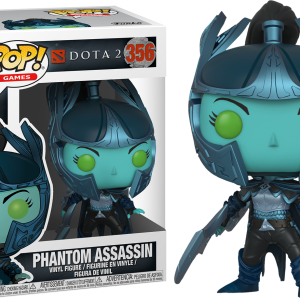 POP!
GAMES
DOTA 2
356
PHANTOM ASSASSIN
VINYL FIGURE / FIGURINE EN VINYLE /
FIGURA DE VINIL